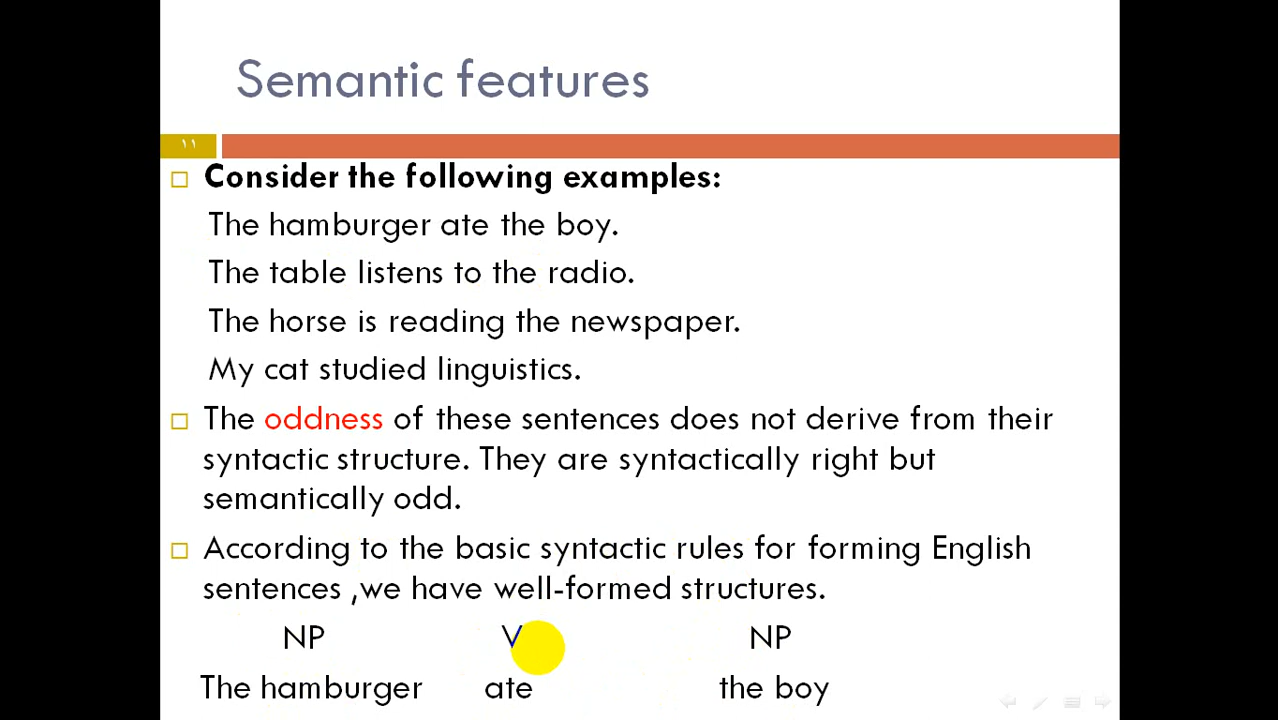 Semantic features
١١
Consider the following examples:
The hamburger ate the boy.
The table listens to the radio.
The horse is reading the newspaper.
My cat studied linguistics.
The oddness of these sentences does not derive from their
syntactic structure. They are syntactically right but
semantically odd.
According to the basic syntactic rules for forming English
sentences ,we have well-formed structures.
NP V NP
The hamburger ate the boy